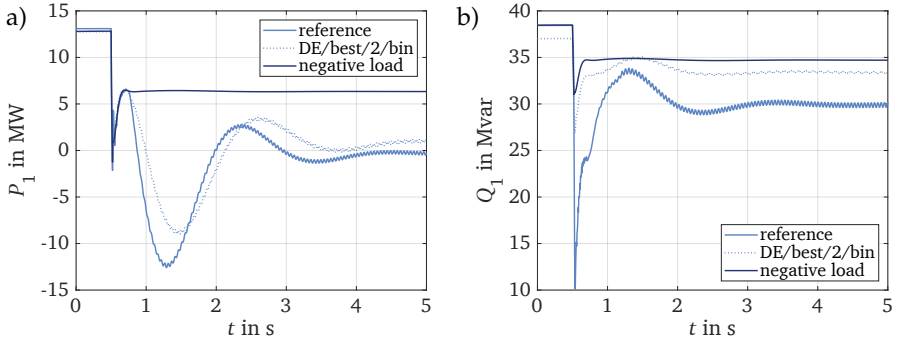 a)
15
10
5
0
-5
-10
-15
P1 in MW
0
1
2
3
4
5
t in s
reference
DE/best/2/bin
negative load
b)
40
35
30
25
20
15
10
Q1 in Mvar
0
1
2
3
4
5
t in s
reference
DE/best/2/bin
negative load